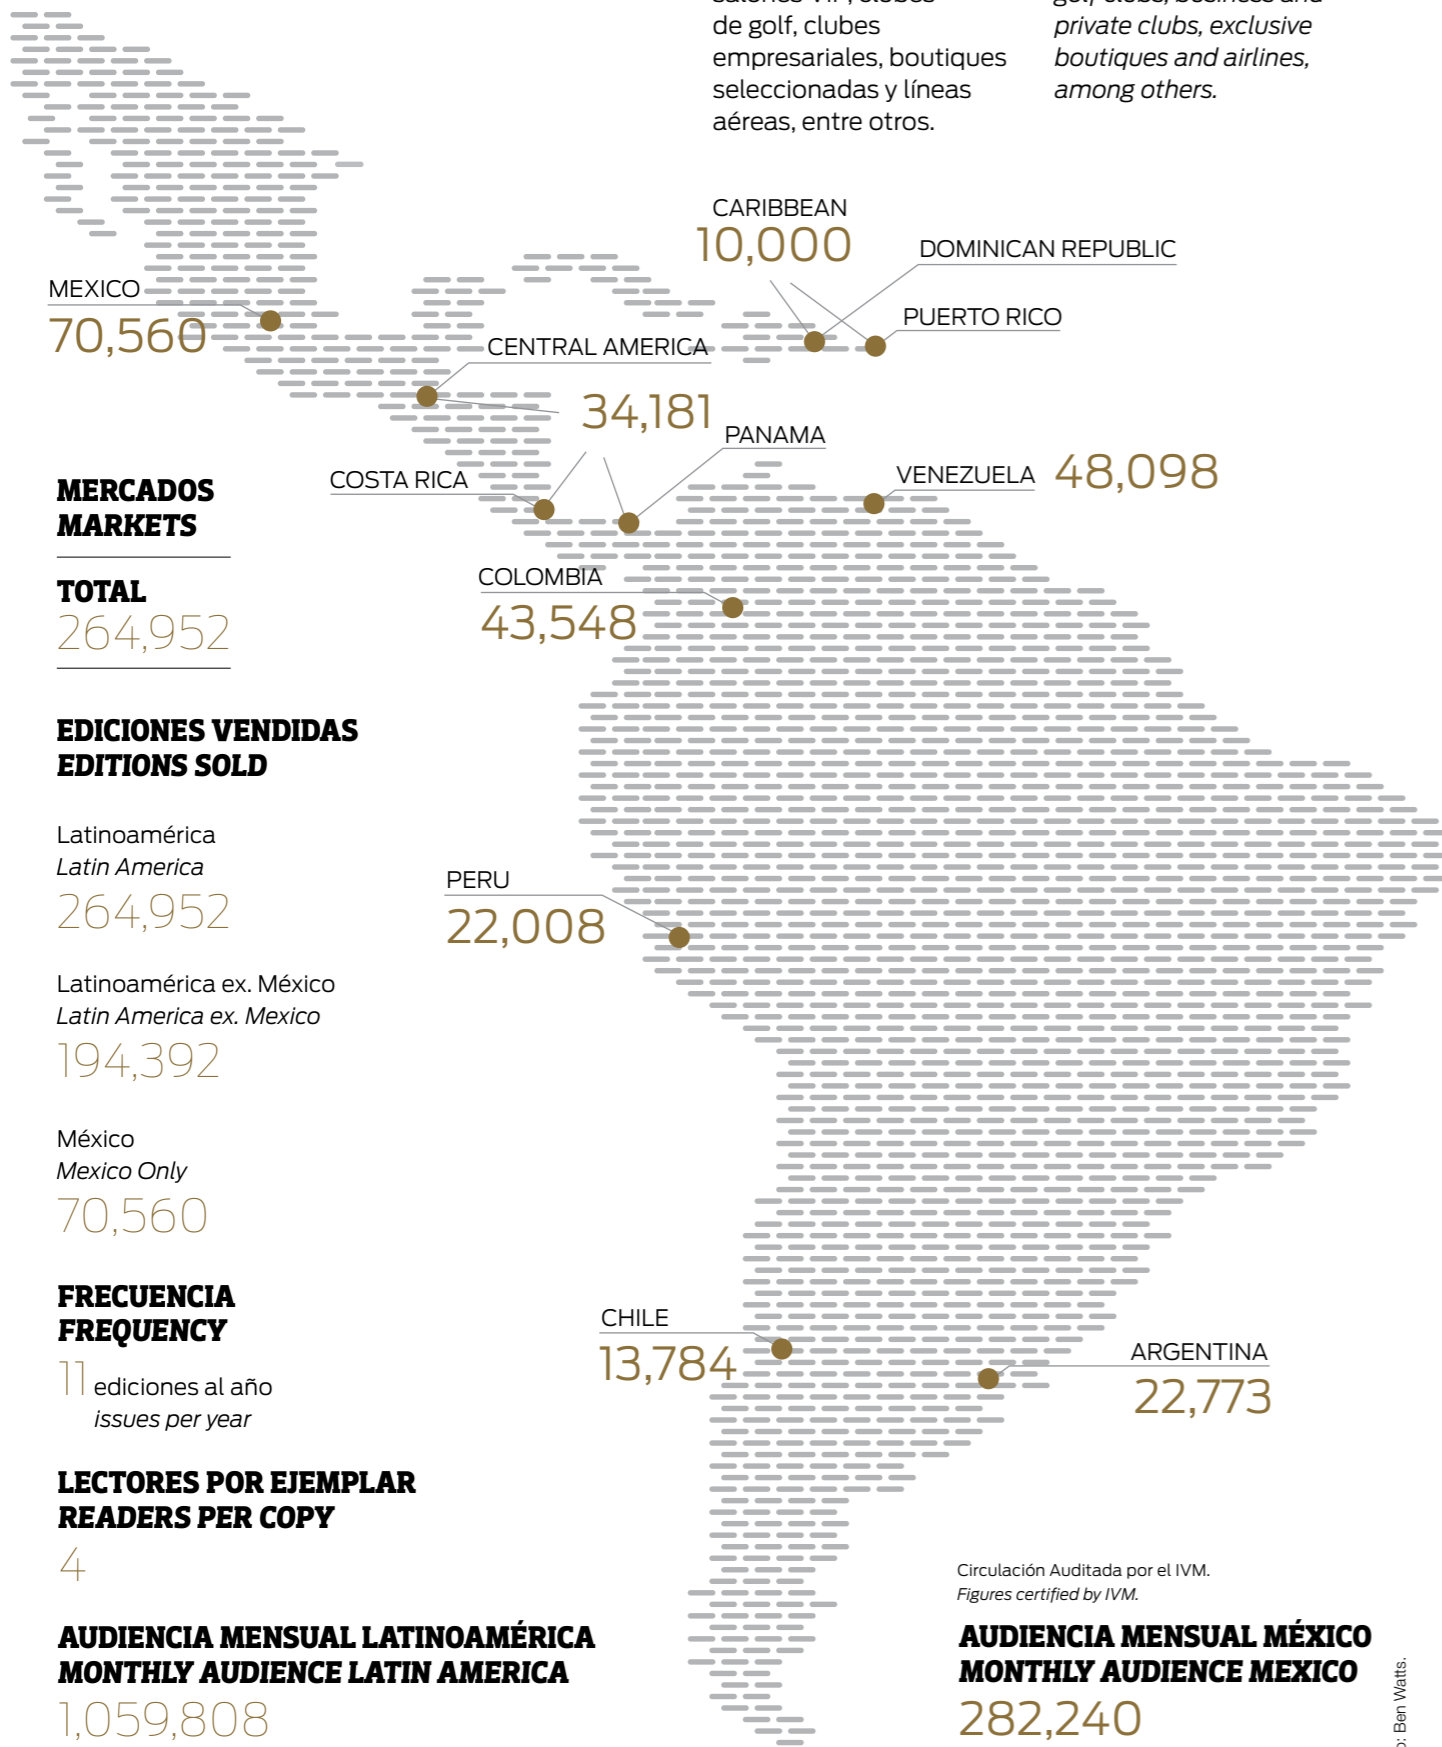 de golf, clubes
empresariales, boutiques
seleccionadas y líneas
aéreas, entre otros.
private clubs, exclusive
boutiques and airlines,
among others.
CARIBBEAN
10,000
DOMINICAN REPUBLIC
PUERTO RICO
MEXICO
70,560
CENTRAL AMERICA
34,181
PANAMA
COSTA RICA
VENEZUELA 48,098
MERCADOS
MARKETS
TOTAL
264,952
COLOMBIA
43,548
EDICIONES VENDIDAS
EDITIONS SOLD
Latinoamérica
Latin America
264,952
PERU
22,008
Latinoamérica ex. México
Latin America ex. Mexico
194,392
México
Mexico Only
70,560
FRECUENCIA
FREQUENCY
11 ediciones al año
issues per year
CHILE
13,784
ARGENTINA
22,773
LECTORES POR EJEMPLAR
READERS PER COPY
4
Circulación Auditada por el IVM.
Figures certified by IVM.
AUDIENCIA MENSUAL LATINOAMÉRICA
MONTHLY AUDIENCE LATIN AMERICA
1,059,808
AUDIENCIA MENSUAL MÉXICO
MONTHLY AUDIENCE MEXICO
282,240
Ben Watts.